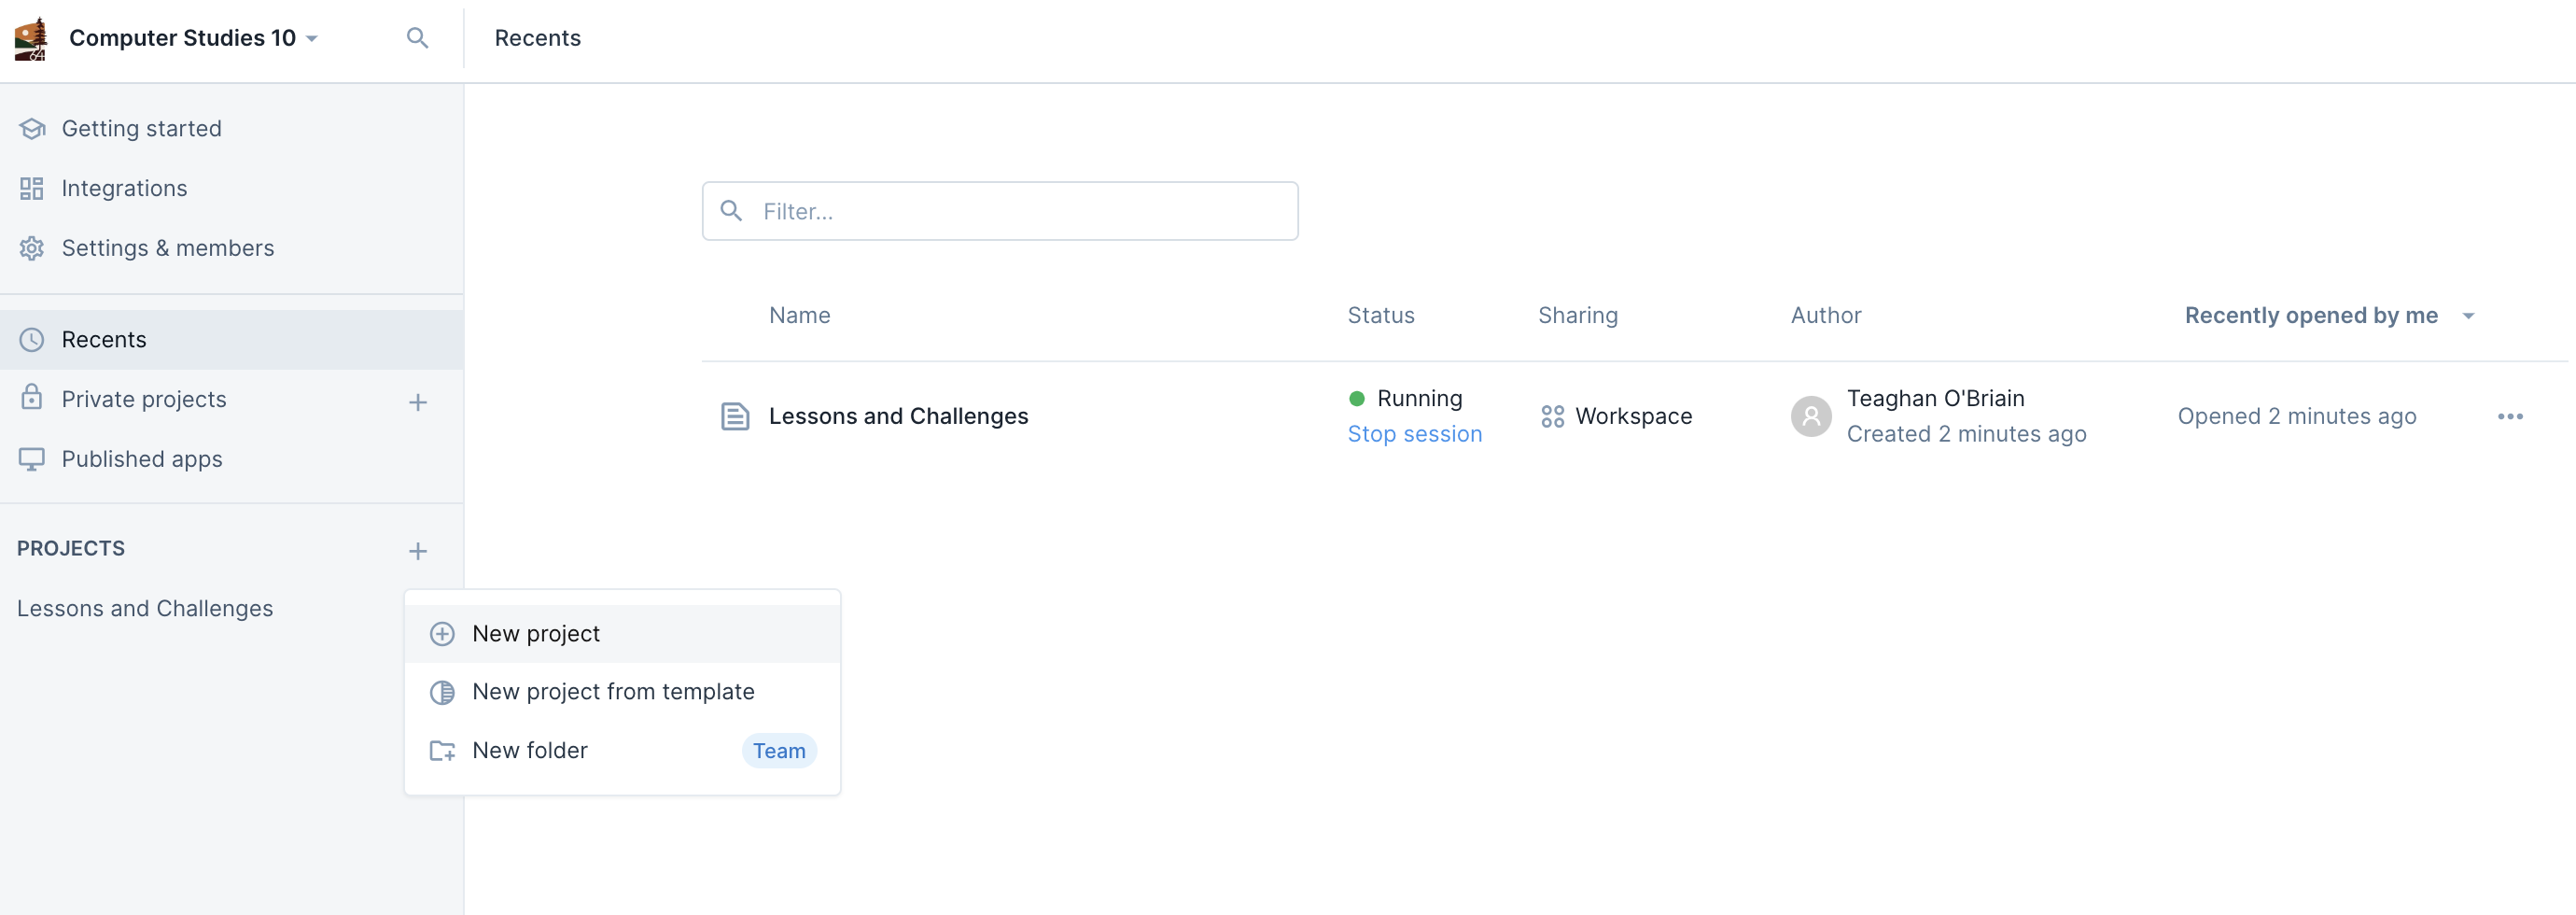 Computer Studies 10
Recents
Getting started
Integrations
Settings & members
Recents
Private projects
Published apps
PROJECTS
Lessons and Challenges
New project
New project from template
New folder Team
Filter...
Name Status Sharing Author Recently opened by me
Lessons and Challenges
Running
Stop session
Workspace
Teaghan O'Briain
Created 2 minutes ago
Opened 2 minutes ago